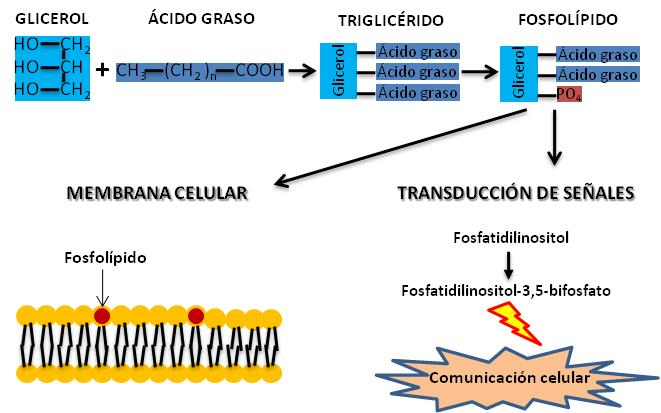 GLICEROL
ÁCIDO GRASO
TRIGLICÉRIDO
FOSFOLÍPIDO
HO—CH2
HO—CH
HO—CH2
+
CH3—(CH2)n—COOH
Glicerol
Ácido graso
Ácido graso
Ácido graso
Glicerol
Ácido graso
Ácido graso
PO4
MEMBRANA CELULAR
TRANSDUCCIÓN DE SEÑALES
Fosfolípido
Fosfatidilinositol
Fosfatidilinositol-3,5-bifosfato
Comunicación celular